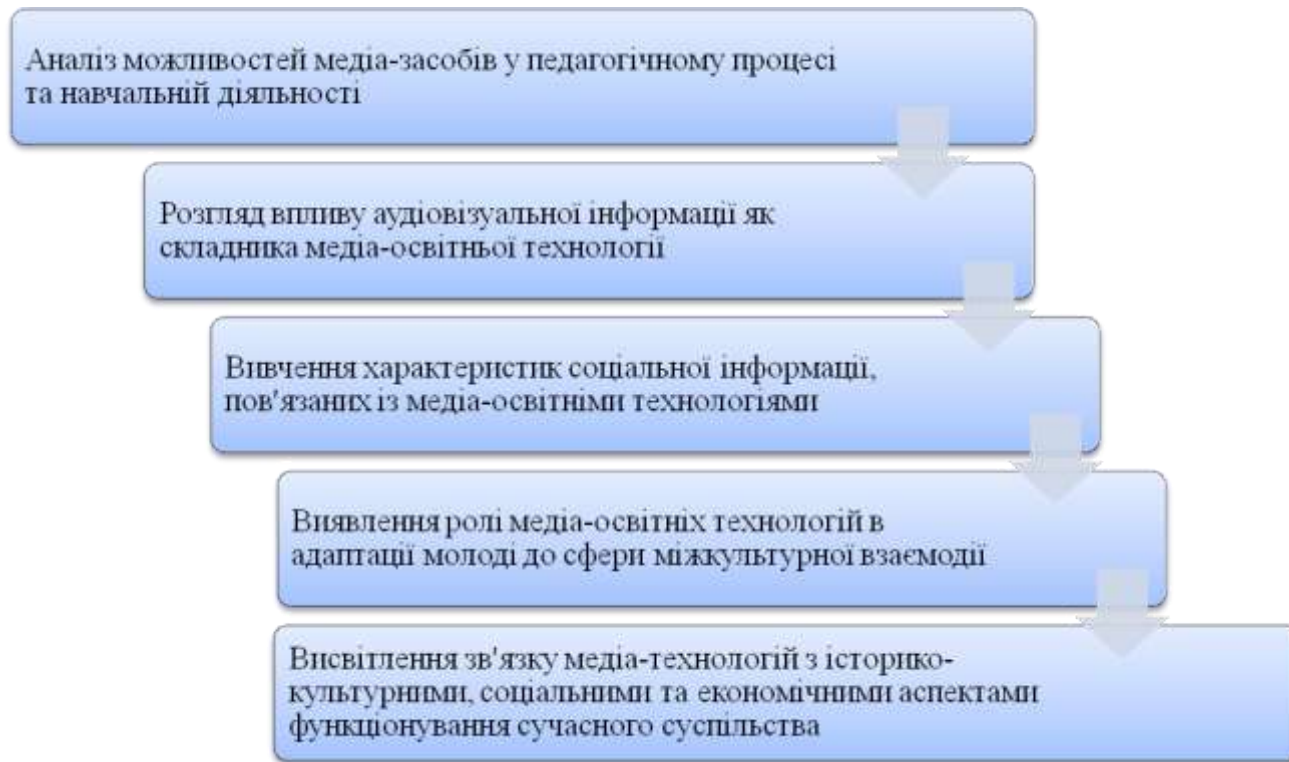 Аналіз можливостей медіа-засобів у педагогічному процесі
та навчальній діяльності
Розгляд впливу аудіовізуальної інформації як
складника медіа-освітньої технології
Вивчення характеристик соціальної інформації,
пов'язаних із медіа-освітніми технологіями
Виявлення ролі медіа-освітніх технологій в
адаптації молоді до сфери міжкультурної взаємодії
Висвітлення зв'язку медіа-технологій з історико-
культурними, соціальними та економічними аспектами
функціонування сучасного суспільства